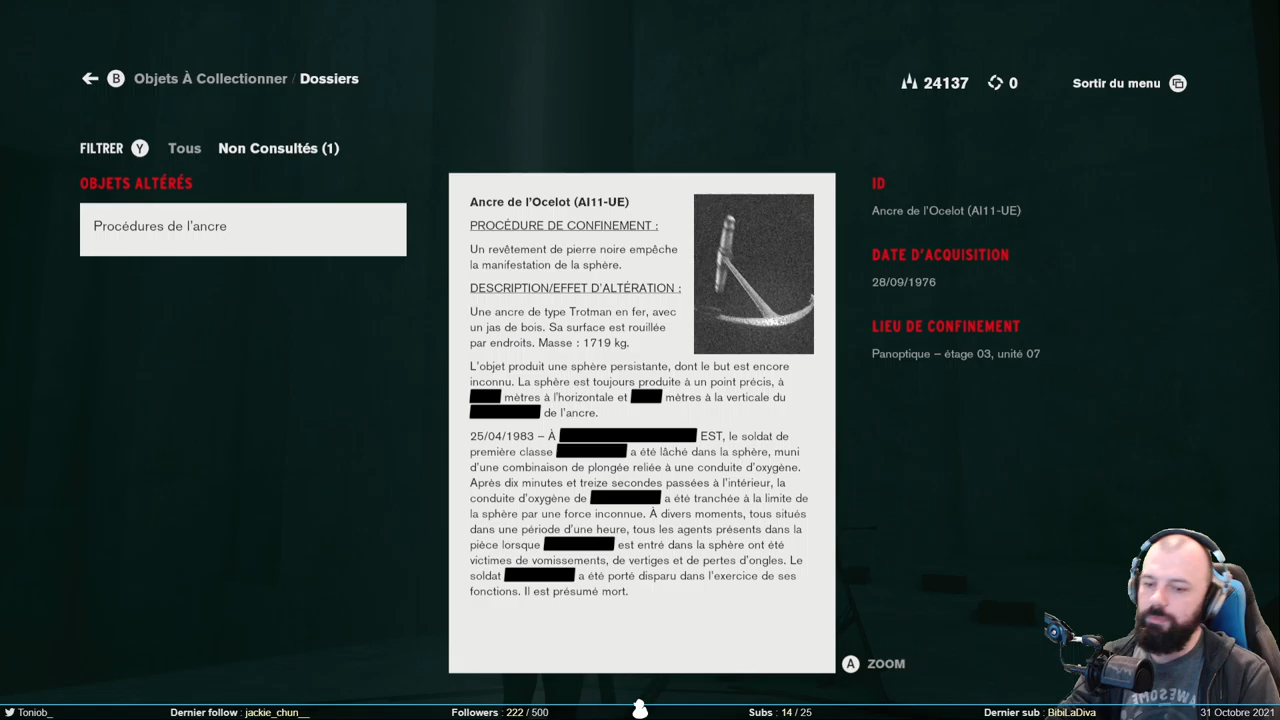 B Objets À Collectionner / Dossiers
24137 0 Sortir du menu
FILTRER Y Tous Non Consultés (1)
OBJETS ALTÉRÉS
Procédures de l'ancre
Ancre de l'Ocelot (AI11-UE)
PROCÉDURE DE CONFINEMENT :
Un revêtement de pierre noire empêche
la manifestation de la sphère.
DESCRIPTION/EFFET D'ALTÉRATION :
Une ancre de type Trotman en fer, avec
un jas de bois. Sa surface est rouillée
par endroits. Masse : 1719 kg.
L'objet produit une sphère persistante, dont le but est encore
inconnu. La sphère est toujours produite à un point précis, à
mètres à l'horizontale et mètres à la verticale du
de l'ancre.
25/04/1983 – À EST, le soldat de
première classe a été lâché dans la sphère, muni
d'une combinaison de plongée reliée à une conduite d'oxygène.
Après dix minutes et treize secondes passées à l'intérieur, la
conduite d'oxygène de a été tranchée à la limite de
la sphère par une force inconnue. À divers moments, tous situés
dans une période d'une heure, tous les agents présents dans la
pièce lorsque est entré dans la sphère ont été
victimes de vomissements, de vertiges et de pertes d'ongles. Le
soldat a été porté disparu dans l'exercice de ses
fonctions. Il est présumé mort.
ID
Ancre de l'Ocelot (AI11-UE)
DATE D'ACQUISITION
28/09/1976
LIEU DE CONFINEMENT
Panoptique – étage 03, unité 07
A ZOOM
AWESOME
Toniob_ Dernier follow : jackie_chun__ Followers : 222 / 500 Subs : 14 / 25 Dernier sub : BibiLaDiva 31 Octobre 2021